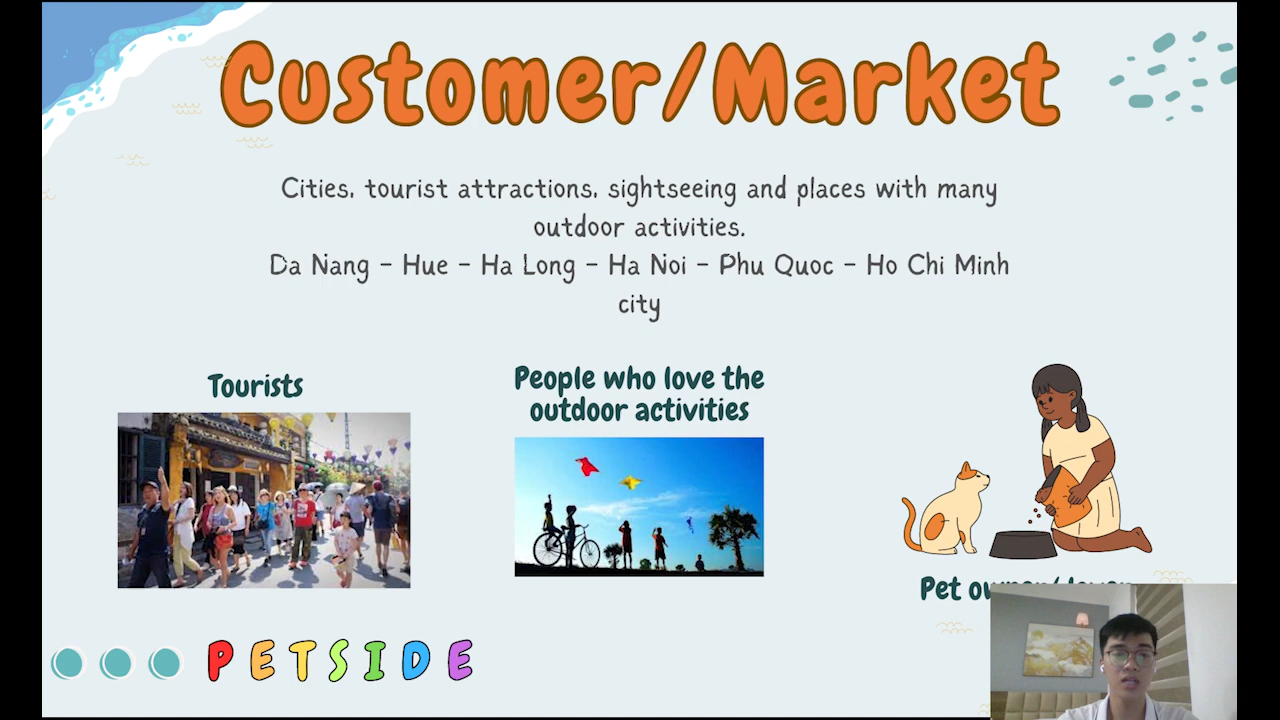 Customer/Market
Cities, tourist attractions, sightseeing and places with many
outdoor activities.
Da Nang - Hue - Ha Long - Ha Noi - Phu Quoc - Ho Chi Minh
city
Tourists
People who love the
outdoor activities
Pet
PETSIDE